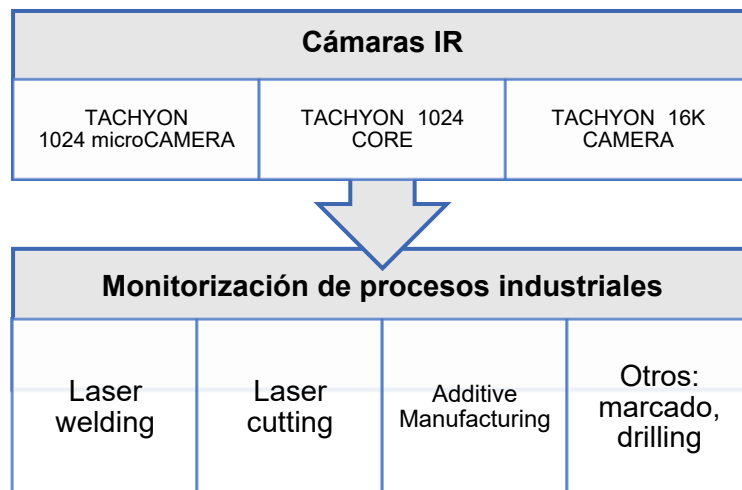 Cámaras IR
TACHYON
1024 microCAMERA
TACHYON 1024
CORE
TACHYON 16K
CAMERA
Monitorización de procesos industriales
Laser
welding
Laser
cutting
Additive
Manufacturing
Otros:
marcado,
drilling